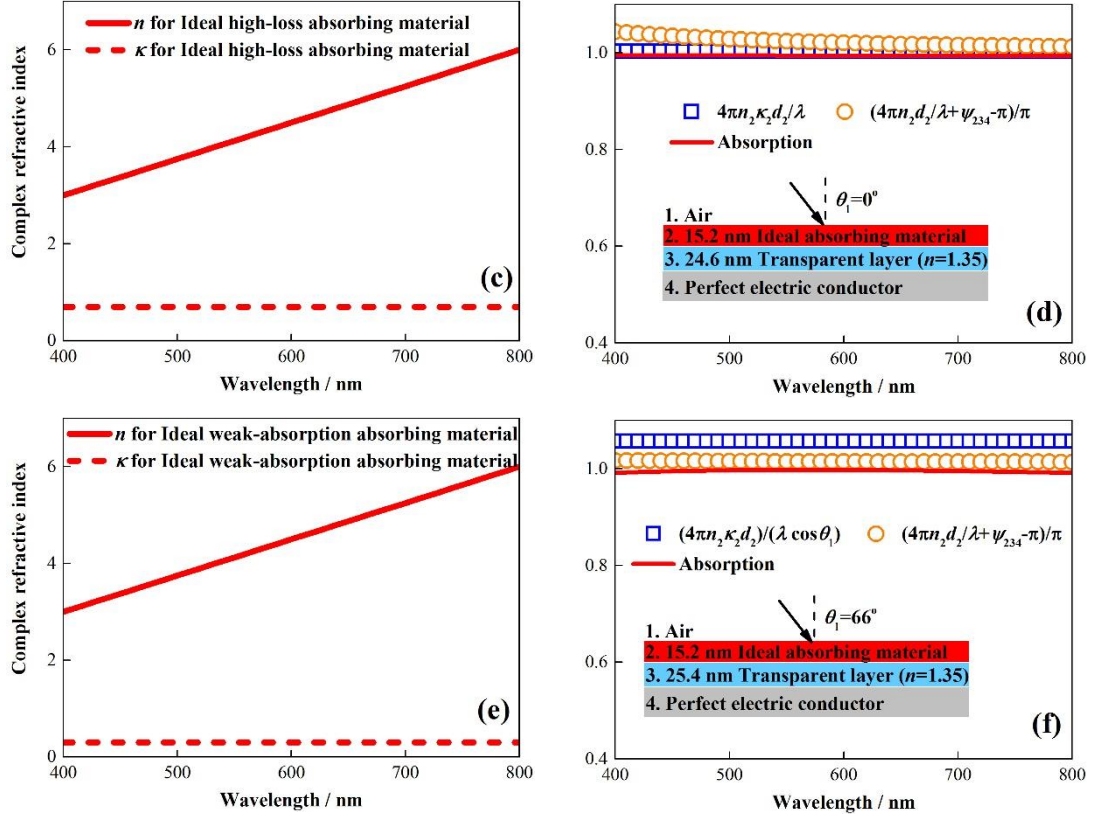 n for Ideal high-loss absorbing material
κ for Ideal high-loss absorbing material
6
4
2
0
Complex refractive index
(c)
400 500 600 700 800
Wavelength / nm
1.0
0.8
0.6
0.4
4πn₂κ₂d₂/λ (4πn₂d₂/λ+ψ₂₃₄-π)/π
Absorption
θ₁=0°
1. Air
2. 15.2 nm Ideal absorbing material
3. 24.6 nm Transparent layer (n=1.35)
4. Perfect electric conductor
(d)
400 500 600 700 800
Wavelength / nm
n for Ideal weak-absorption absorbing material
κ for Ideal weak-absorption absorbing material
6
4
2
0
Complex refractive index
(e)
400 500 600 700 800
Wavelength / nm
1.0
0.8
0.6
0.4
(4πn₂κ₂d₂)/(λ cosθ₁) (4πn₂d₂/λ+ψ₂₃₄-π)/π
Absorption
θ₁=66°
1. Air
2. 15.2 nm Ideal absorbing material
3. 25.4 nm Transparent layer (n=1.35)
4. Perfect electric conductor
(f)
400 500 600 700 800
Wavelength / nm